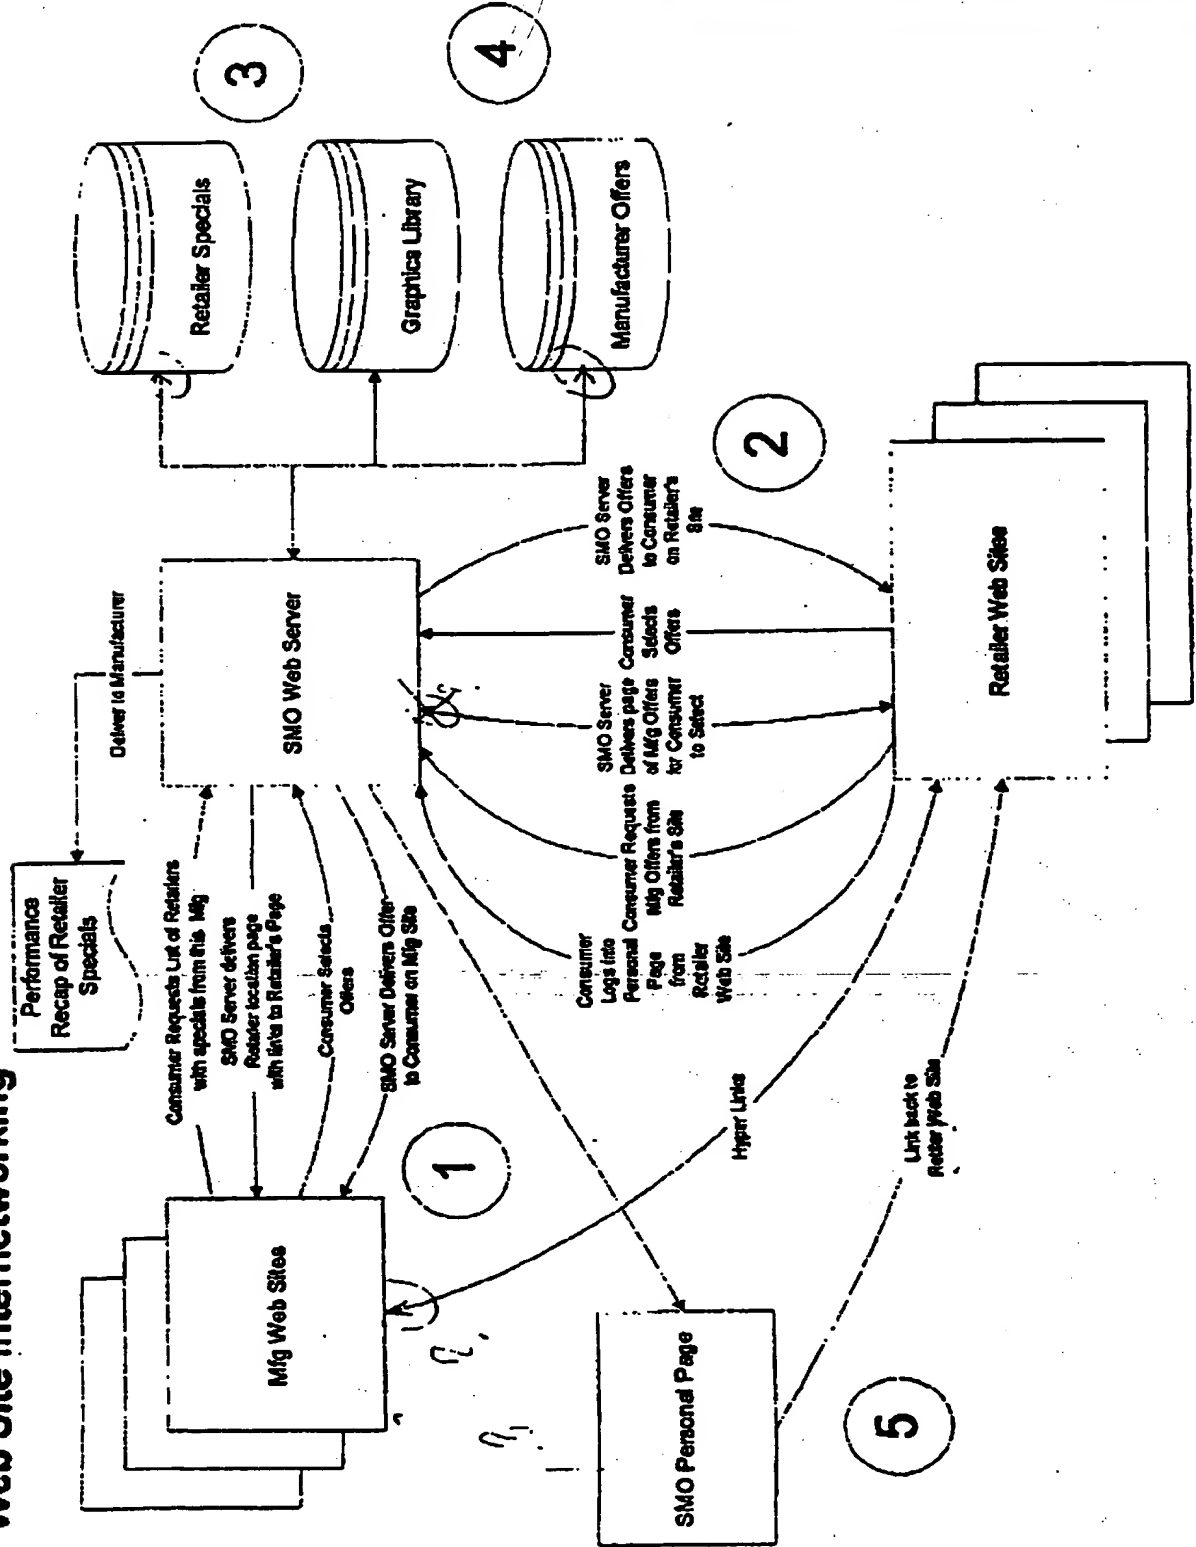 Web Site Internetworking
Performance
Recap of Retailer
Specials
Deliver to Manufacturer
Mfg Web Sites
Consumer Requests List of Retailers
with specials from this Mfg
SMO Server delivers
Retailer location page
with links to Retailer's Page
Consumer Selects
Offers
SMO Server Delivers Offer
to Consumer on Mfg Site
SMO Web Server
Retailer Specials
Graphics Library
Manufacturer Offers
3
4
1
2
Consumer
Logs Into
Personal
Page
from
Retailer
Web Site
Consumer Requests
Mfg Offers from
Retailer's Site
SMO Server
Delivers page
of Mfg Offers
for Consumer
to Select
Consumer
Selects
Offers
SMO Server
Delivers Offers
to Consumer
on Retailer's
Site
Hyper Links
SMO Personal Page
5
Link back to
Retailer Web Site
Retailer Web Sites